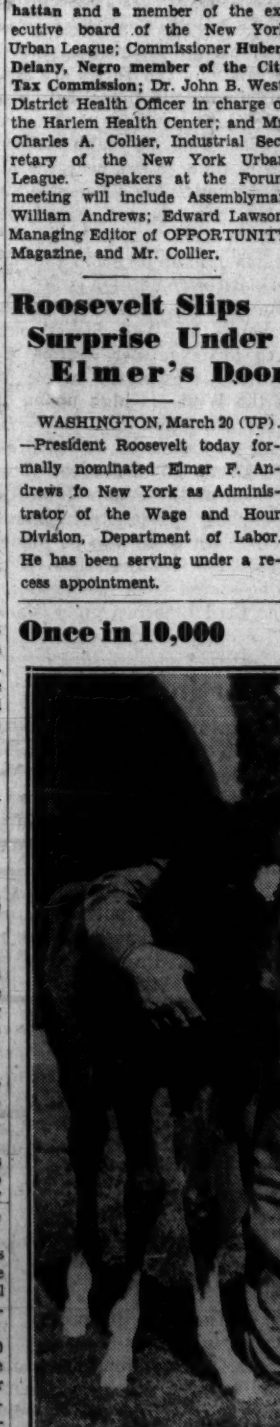 hattan and a member of the ex
ecutive board of the New Yor
Urban League; Commissioner Huber
Delany, Negro member of the Cit
Tax Commission; Dr. John B. Wes
District Health Officer in charge o
the Harlem Health Center; and M
Charles A. Collier, Industrial Sec
retary of the New York Urba
League. Speakers at the Forum
meeting will include Assemblyma
William Andrews; Edward Lawson
Managing Editor of OPPORTUNIT
Magazine, and Mr. Collier.
Roosevelt Slips
Surprise Under
Elmer's Door
WASHINGTON, March 20 (UP).
—President Roosevelt today for-
mally nominated Elmer F. An-
drews fo New York as Adminis-
trator of the Wage and Hour
Division, Department of Labor.
He has been serving under a re-
cess appointment.
Once in 10,000